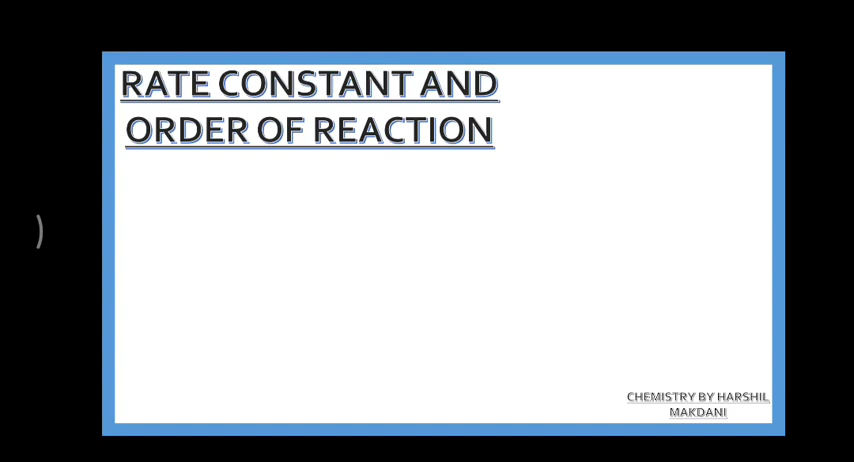 RATE CONSTANT AND
ORDER OF REACTION
CHEMISTRY BY HARSHIL
MAKDANI